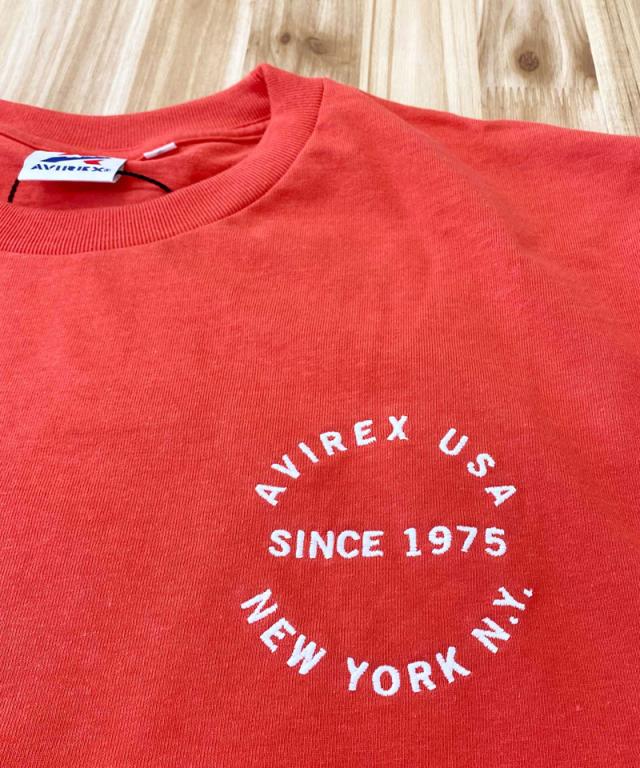 AVIREX®
AVIREX USA
SINCE 1975
NEW YORK N.Y.